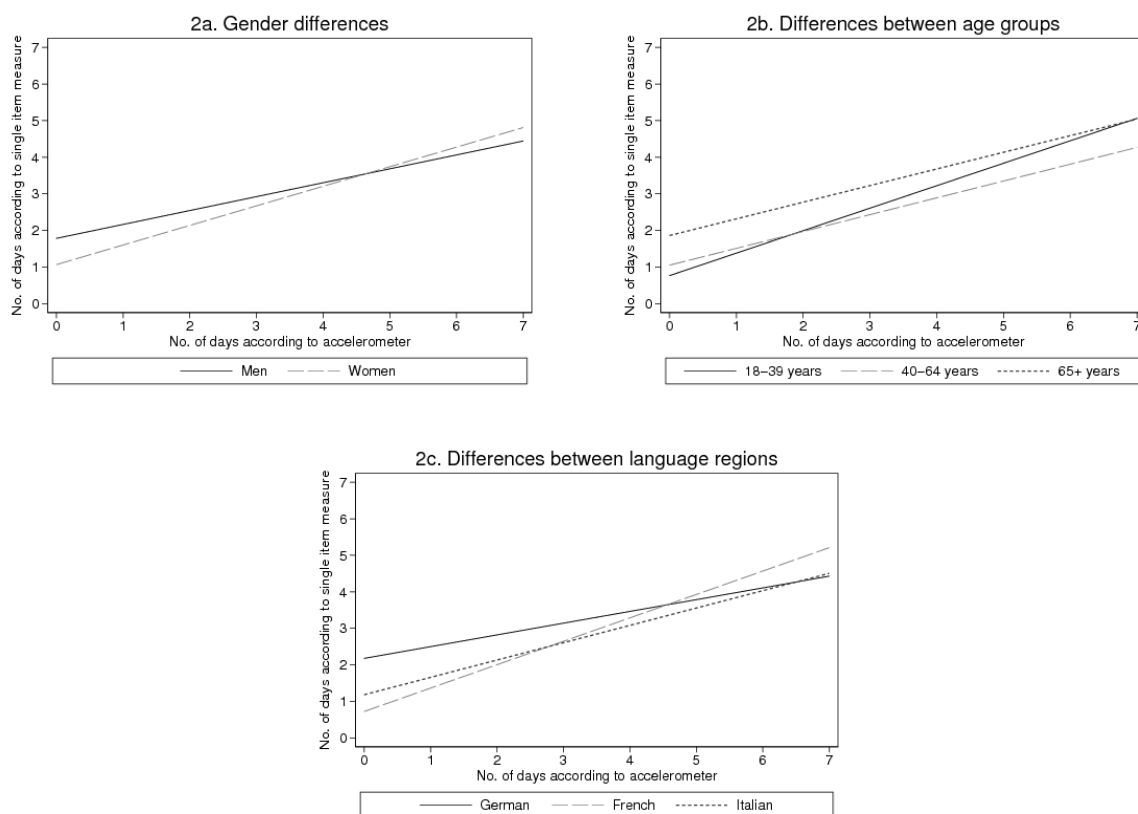 2a. Gender differences
No. of days according to single item measure
7
6
5
4
3
2
1
0
0 1 2 3 4 5 6 7
No. of days according to accelerometer
Men Women
2b. Differences between age groups
No. of days according to single item measure
7
6
5
4
3
2
1
0
0 1 2 3 4 5 6 7
No. of days according to accelerometer
18–39 years 40–64 years 65+ years
2c. Differences between language regions
No. of days according to single item measure
7
6
5
4
3
2
1
0
0 1 2 3 4 5 6 7
No. of days according to accelerometer
German French Italian